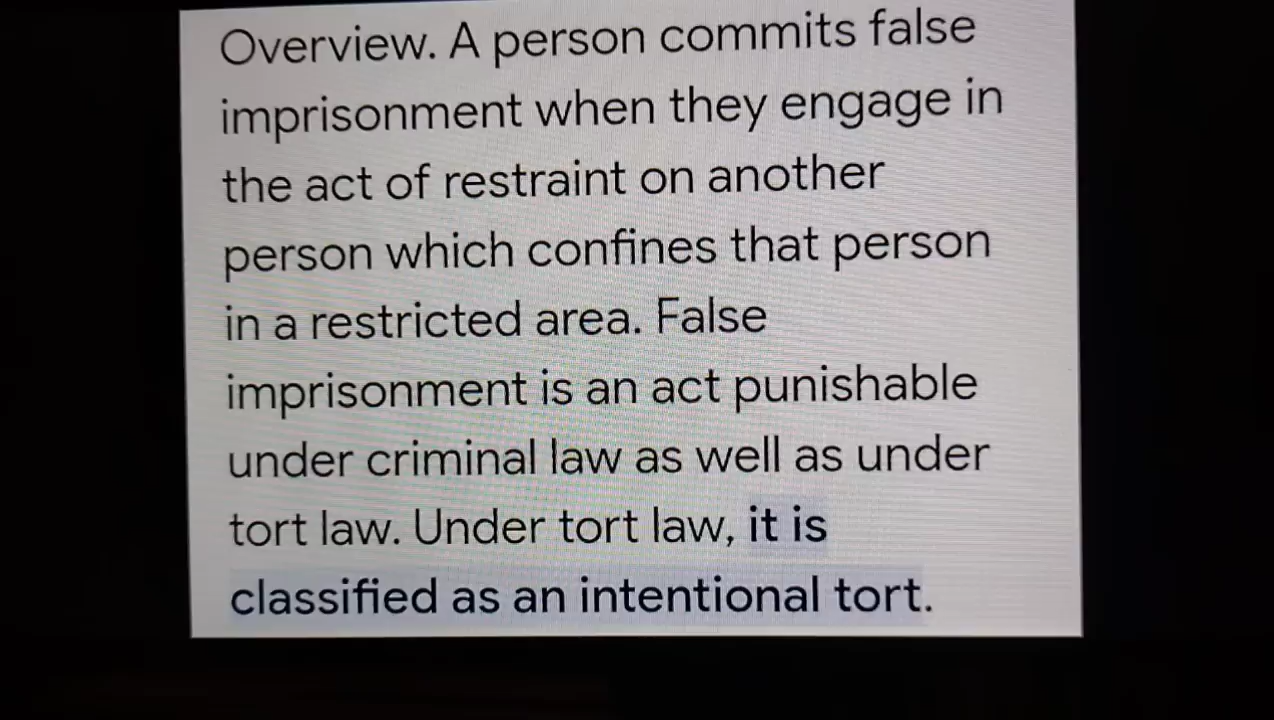 Overview. A person commits false
imprisonment when they engage in
the act of restraint on another
person which confines that person
in a restricted area. False
imprisonment is an act punishable
under criminal law as well as under
tort law. Under tort law, it is
classified as an intentional tort.